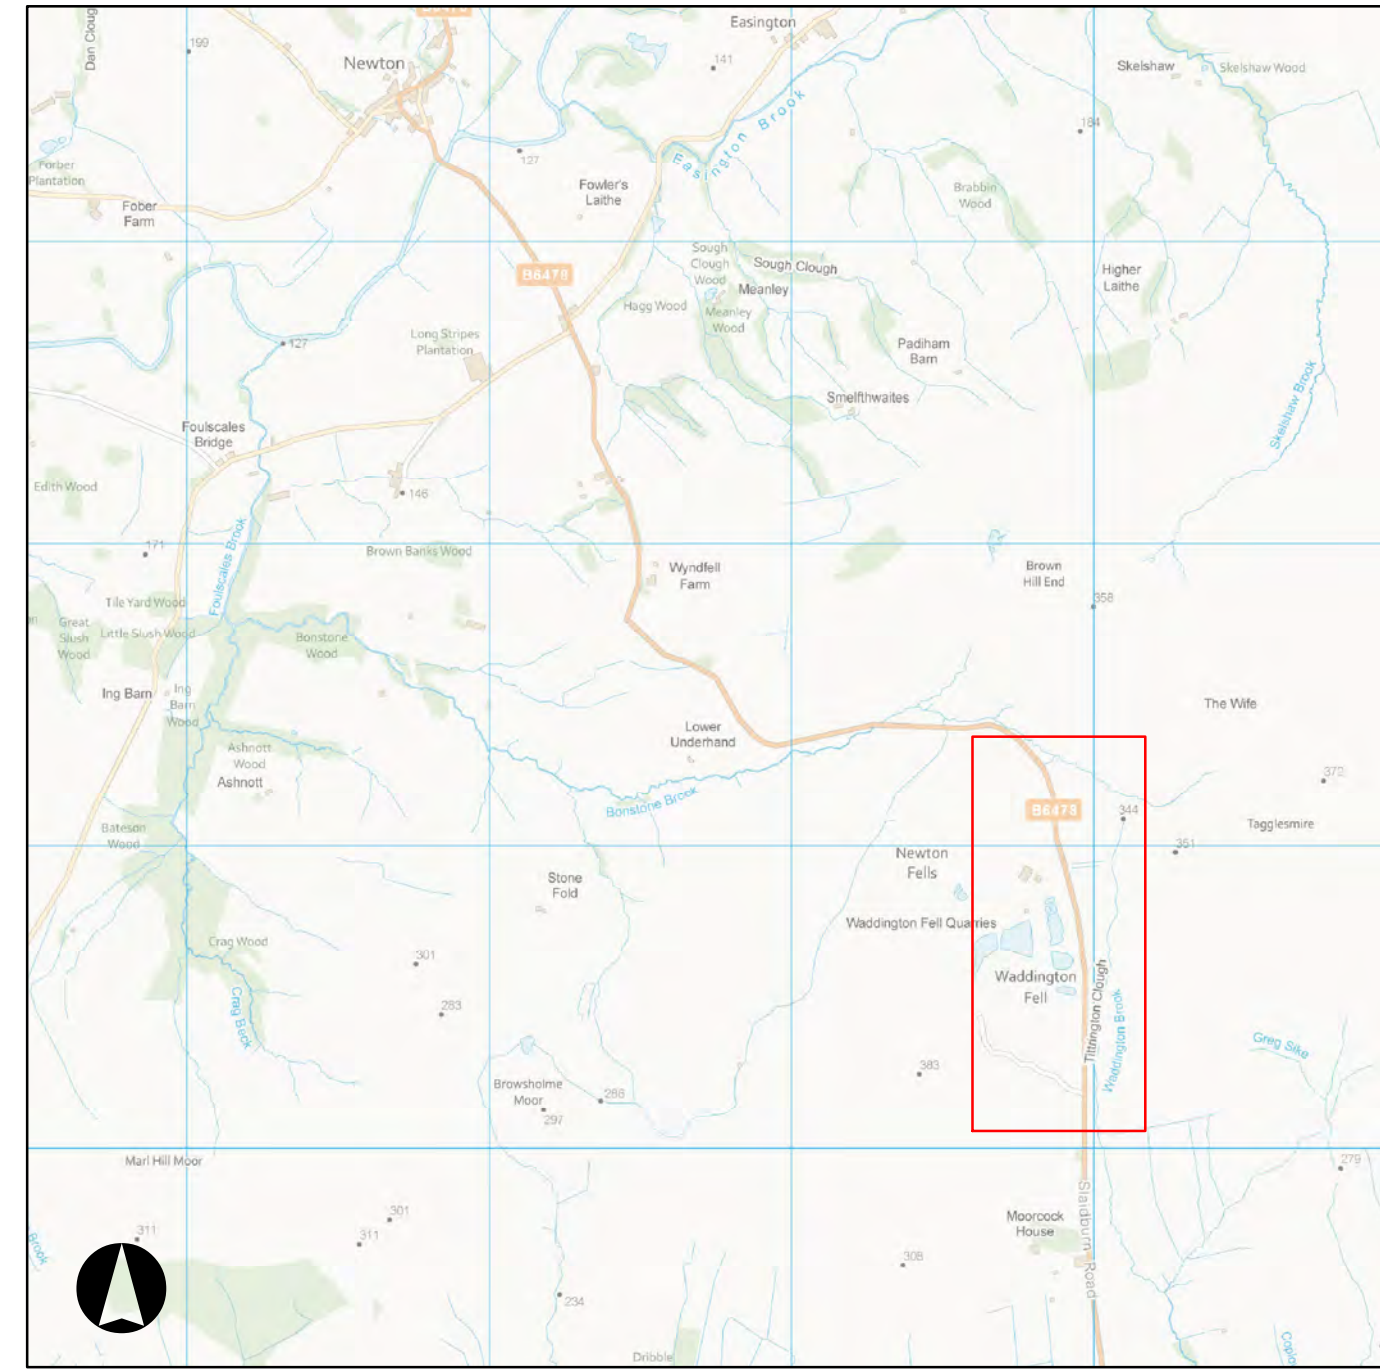 Easington
Dan Cloug
199
Newton
141
Skelshaw
Skelshaw Wood
184
Easington Brook
127
Forber
Plantation
Fober
Farm
Fowler's
Laithe
Brabbin
Wood
Sough
Clough
Wood
Sough Clough
Meanley
Meanley
Wood
Higher
Laithe
B6478
Hagg Wood
Long Stripes
Plantation
127
Padiham
Barn
Smelfthwaites
Skelshaw Brook
Foulscales
Bridge
Edith Wood
146
171
Brown Banks Wood
Foulscales Brook
Wyndfell
Farm
Brown
Hill End
358
Tile Yard Wood
Great
Slush
Wood
Little Slush Wood
Bonstone
Wood
Ing Barn
Ing
Barn
Wood
The Wife
Lower
Underhand
Ashnott
Wood
Ashnott
372
Bonstone Brook
B6478
344
Tagglesmire
Bateson
Wood
351
Newton
Fells
Stone
Fold
Waddington Fell Quarries
Crag Wood
301
Waddington
Fell
Tittrington Clough
Waddington Brook
283
Crag Beck
Greg Sike
383
Browsholme
Moor
288
297
Marl Hill Moor
279
Slaidburn Road
Moorcock
House
301
311
311
Brook
308
234
Dribble
Coplo